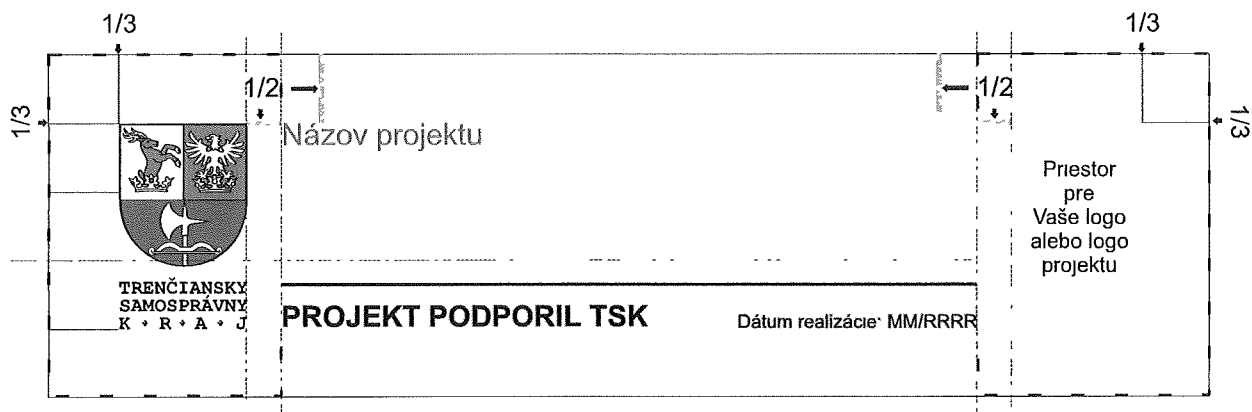 1/3
1/3
1/2
1/2
1/3
1/3
Názov projektu
Priestor
pre
Vaše logo
alebo logo
projektu
TRENČIANSKY
SAMOSPRÁVNY
K • R • A • J
PROJEKT PODPORIL TSK
Dátum realizácie: MM/RRRR